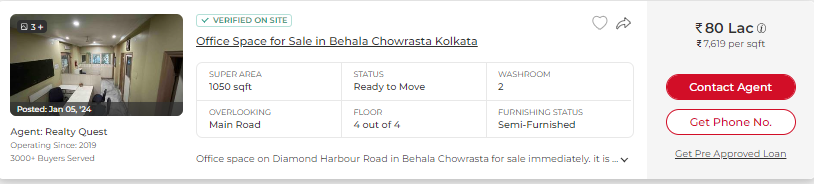 3+
Posted: Jan 05, '24
Agent: Realty Quest
Operating Since: 2019
3000+ Buyers Served
VERIFIED ON SITE
Office Space for Sale in Behala Chowrasta Kolkata
SUPER AREA
1050 sqft
STATUS
Ready to Move
WASHROOM
2
OVERLOOKING
Main Road
FLOOR
4 out of 4
FURNISHING STATUS
Semi-Furnished
Office space on Diamond Harbour Road in Behala Chowrasta for sale immediately. it is ...
₹80 Lac
₹7,619 per sqft
Contact Agent
Get Phone No.
Get Pre Approved Loan